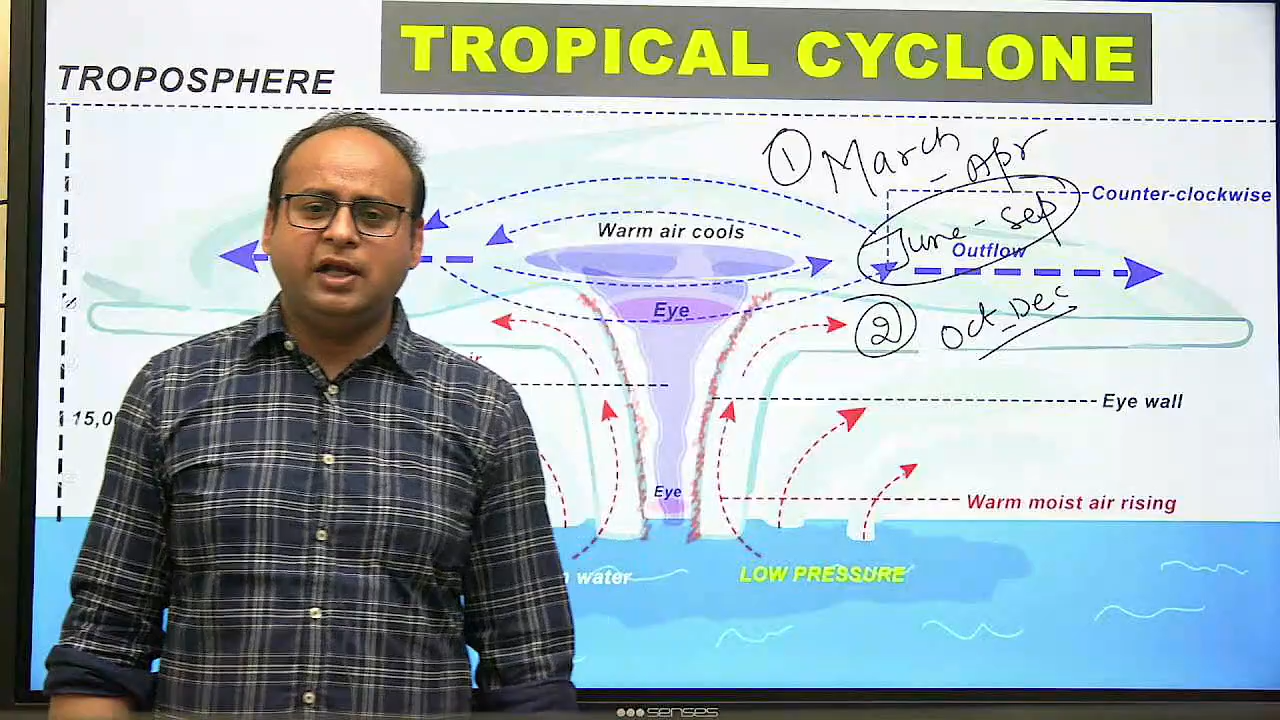 TROPICAL CYCLONE
TROPOSPHERE
① March - Apr
Counter-clockwise
June - Sep
Warm air cools
Outflow
Eye
② Oct - Dec
15,0
Eye wall
Eye
Warm moist air rising
water
LOW PRESSURE
senses